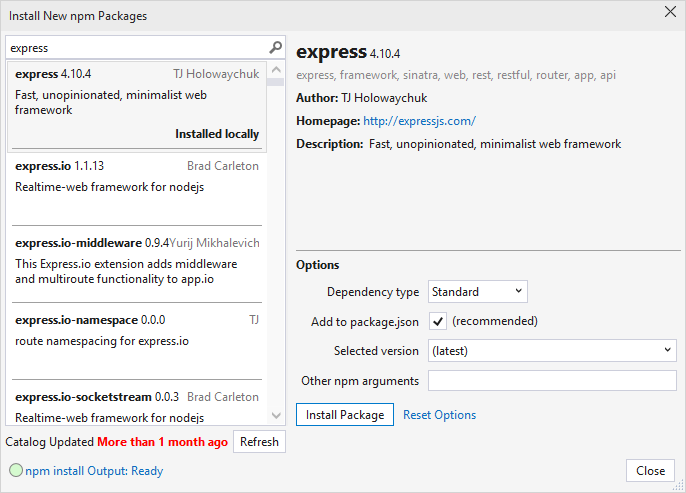 Install New npm Packages
express
express 4.10.4 TJ Holowaychuk
Fast, unopinionated, minimalist web
framework
Installed locally
express.io 1.1.13 Brad Carleton
Realtime-web framework for nodejs
express.io-middleware 0.9.4 Yurij Mikhalevich
This Express.io extension adds middleware
and multiroute functionality to app.io
express.io-namespace 0.0.0 TJ
route namespacing for express.io
express.io-socketstream 0.0.3 Brad Carleton
Realtime-web framework for nodejs
Catalog Updated More than 1 month ago Refresh
npm install Output: Ready
express 4.10.4
express, framework, sinatra, web, rest, restful, router, app, api
Author: TJ Holowaychuk
Homepage: http://expressjs.com/
Description: Fast, unopinionated, minimalist web framework
Options
Dependency type Standard
Add to package.json (recommended)
Selected version (latest)
Other npm arguments
Install Package Reset Options
Close